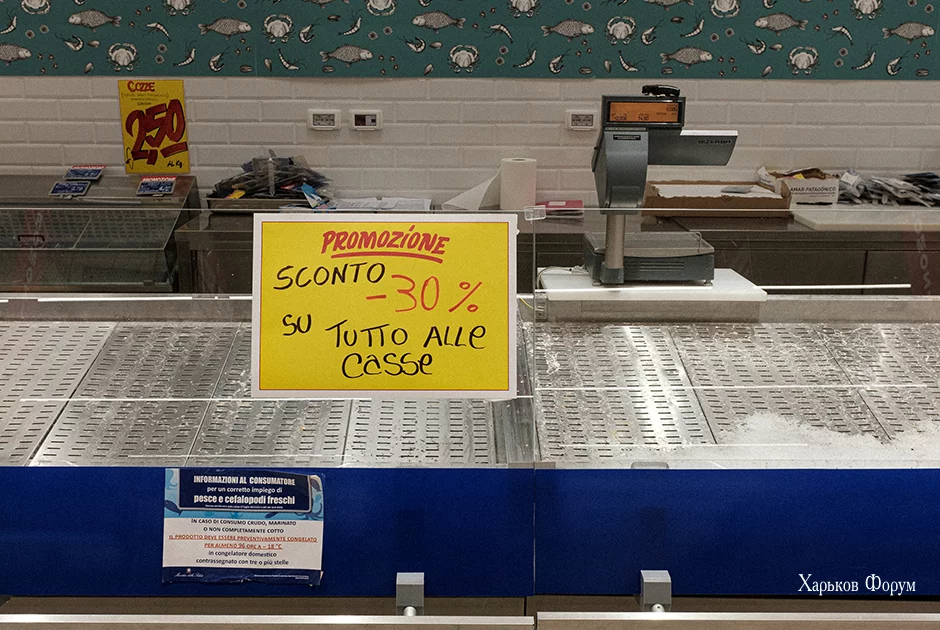 COZZE
2,50
AL Kg
PROMOZIONE
SCONTO -30%
SU TUTTO ALLE
CASSE
AMAR PATAGÓNICO
INFORMAZIONI AL CONSUMATORE
per un corretto impiego di
pesce e cefalopodi freschi
IN CASO DI CONSUMO CRUDO, MARINATO
O NON COMPLETAMENTE COTTO
IL PRODOTTO DEVE ESSERE PREVENTIVAMENTE CONGELATO
PER ALMENO 96 ORE A – 18 °C
in congelatore domestico
contrassegnato con tre o più stelle
Харьков Форум